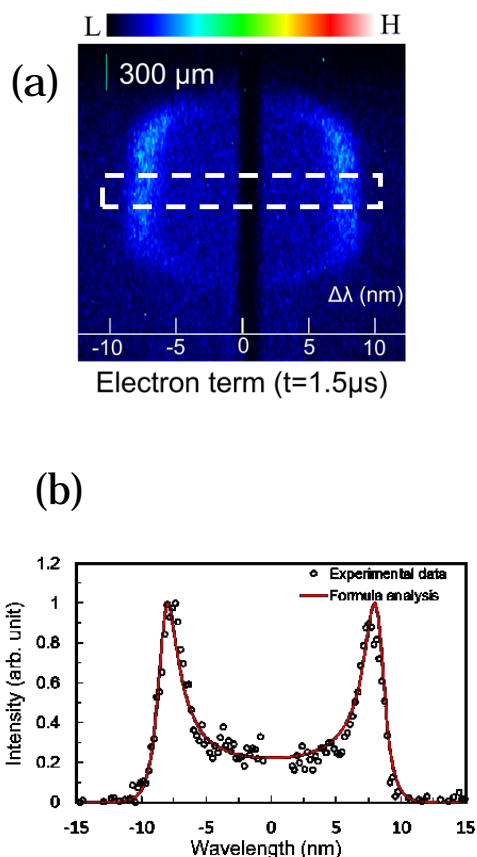 L H
(a)
300 μm
Δλ (nm)
-10 -5 0 5 10
Electron term (t=1.5μs)
(b)
1.2
1
0.8
0.6
0.4
0.2
0
Intensity (arb. unit)
Experimental data
Formula analysis
-15 -10 -5 0 5 10 15
Wavelength (nm)